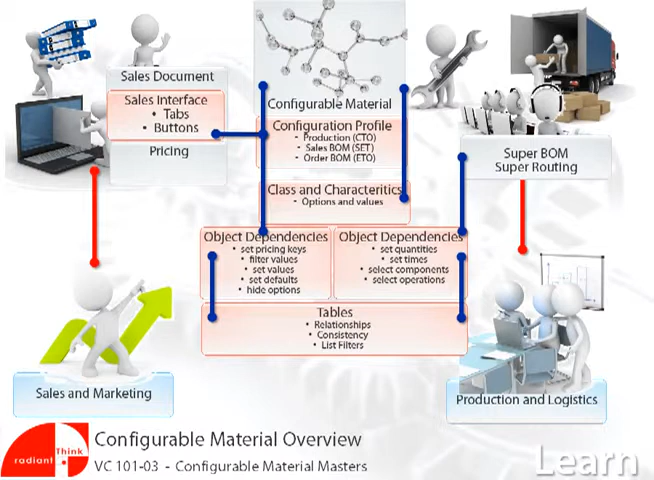 Sales Document
Sales Interface
• Tabs
• Buttons
Pricing
Configurable Material
Configuration Profile
• Production (CTO)
• Sales BOM (SET)
• Order BOM (ETO)
Class and Characteritics
• Options and values
Super BOM
Super Routing
Object Dependencies
• set pricing keys
• filter values
• set values
• set defaults
• hide options
Object Dependencies
• set quantities
• set times
• select components
• select operations
Tables
• Relationships
• Consistency
• List Filters
Sales and Marketing
Production and Logistics
radiant Think
Configurable Material Overview
VC 101-03 - Configurable Material Masters
Learn